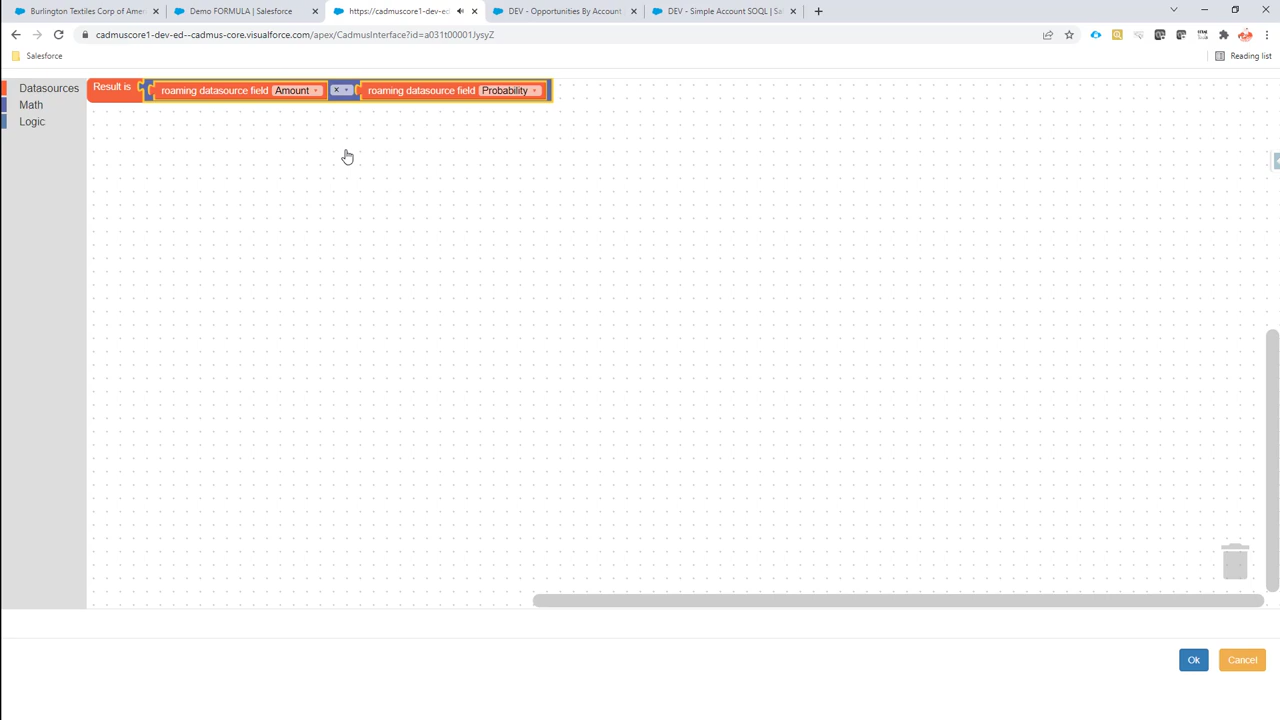 Burlington Textiles Corp of Ameri
Demo FORMULA | Salesforce
https://cadmuscore1-dev-ed
DEV - Opportunities By Account
DEV - Simple Account SOQL | Sal
cadmuscore1-dev-ed--cadmus-core.visualforce.com/apex/CadmusInterface?id=a031t00001JysyZ
Salesforce
Reading list
Datasources
Math
Logic
Result is roaming datasource field Amount x roaming datasource field Probability
Ok
Cancel